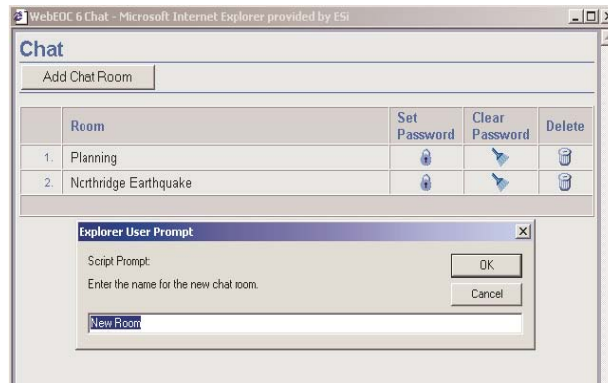 WebEOC 6 Chat - Microsoft Internet Explorer provided by ESi
Chat
Add Chat Room
Room Set Password Clear Password Delete
1. Planning
2. Northridge Earthquake
Explorer User Prompt
Script Prompt:
OK
Enter the name for the new chat room.
Cancel
New Room